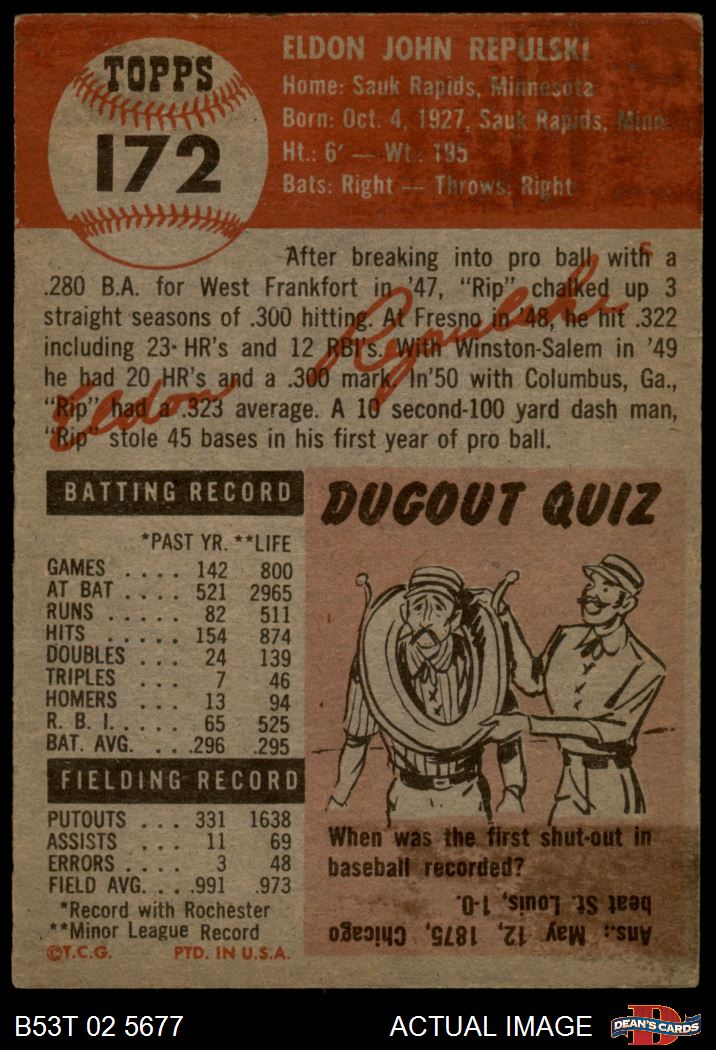 TOPPS
172
ELDON JOHN REPULSKI
Home: Sauk Rapids, Minnesota
Born: Oct. 4, 1927, Sauk Rapids, Minn.
Ht.: 6' — Wt.: 195
Bats: Right — Throws: Right
After breaking into pro ball with a
.280 B.A. for West Frankfort in '47, "Rip" chalked up 3
straight seasons of .300 hitting. At Fresno in '48, he hit .322
including 23 HR's and 12 RBI's. With Winston-Salem in '49
he had 20 HR's and a .300 mark. In '50 with Columbus, Ga.,
"Rip" had a .323 average. A 10 second-100 yard dash man,
"Rip" stole 45 bases in his first year of pro ball.
Eldon Repulski
BATTING RECORD
*PAST YR. **LIFE
GAMES .... 142 800
AT BAT .... 521 2965
RUNS ..... 82 511
HITS ..... 154 874
DOUBLES ... 24 139
TRIPLES ... 7 46
HOMERS ... 13 94
R. B. I. .... 65 525
BAT. AVG. ... .296 .295
FIELDING RECORD
PUTOUTS ... 331 1638
ASSISTS ... 11 69
ERRORS ... 3 48
FIELD AVG. ... .991 .973
*Record with Rochester
**Minor League Record
©T.C.G. PTD. IN U.S.A.
DUGOUT QUIZ
When was the first shut-out in
baseball recorded?
Ans.: May 12, 1875, Chicago
beat St. Louis, 1-0.
B53T 02 5677
ACTUAL IMAGE
D
DEAN'S CARDS